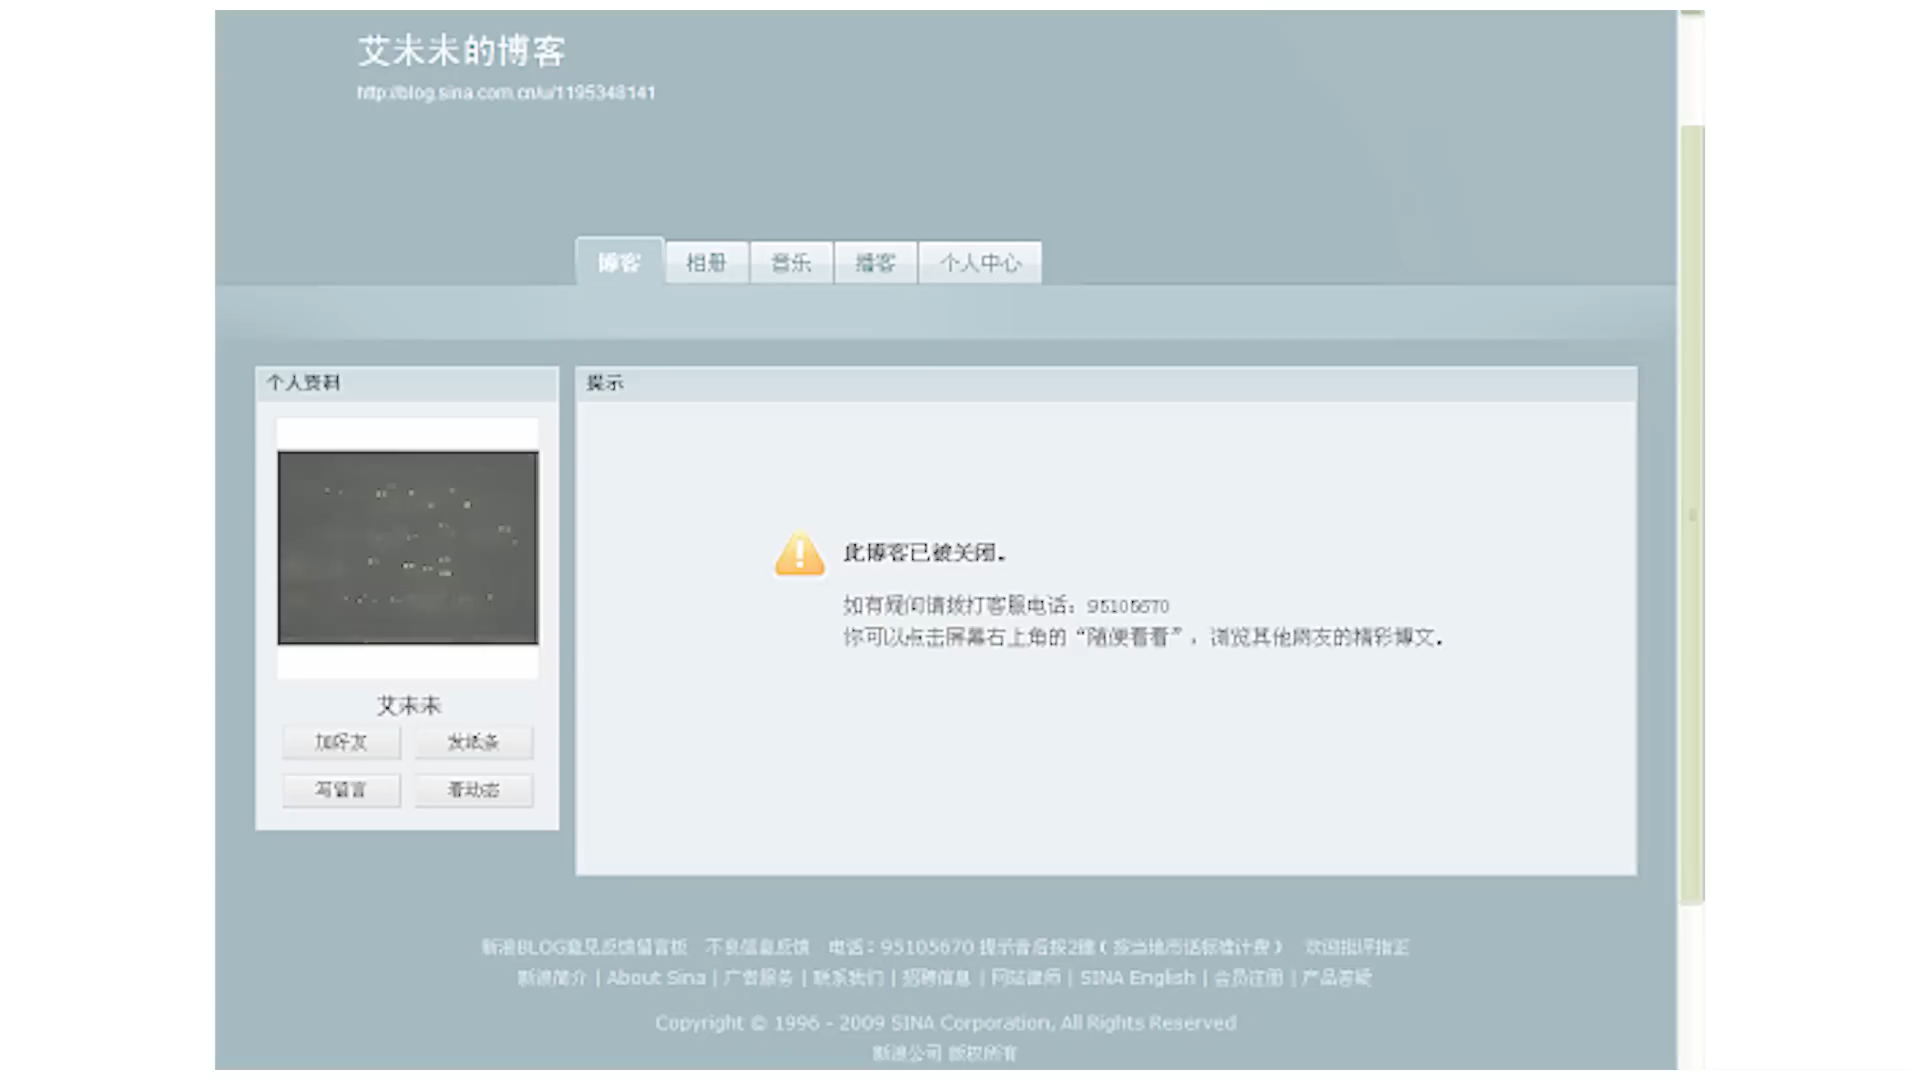 艾未未的博客
http://blog.sina.com.cn/u/1195348141
博客 相册 音乐 播客 个人中心
个人资料
艾未未
加好友 发纸条
写留言 看动态
提示
此博客已被关闭。
如有疑问请拨打客服电话：95105670
你可以点击屏幕右上角的“随便看看”，浏览其他网友的精彩博文。
新浪BLOG意见反馈留言板 不良信息反馈 电话：95105670 提示音后按2键（按当地市话标准计费） 欢迎批评指正
新浪简介 | About Sina | 广告服务 | 联系我们 | 招聘信息 | 网站律师 | SINA English | 会员注册 | 产品答疑
Copyright © 1996 - 2009 SINA Corporation, All Rights Reserved
新浪公司 版权所有